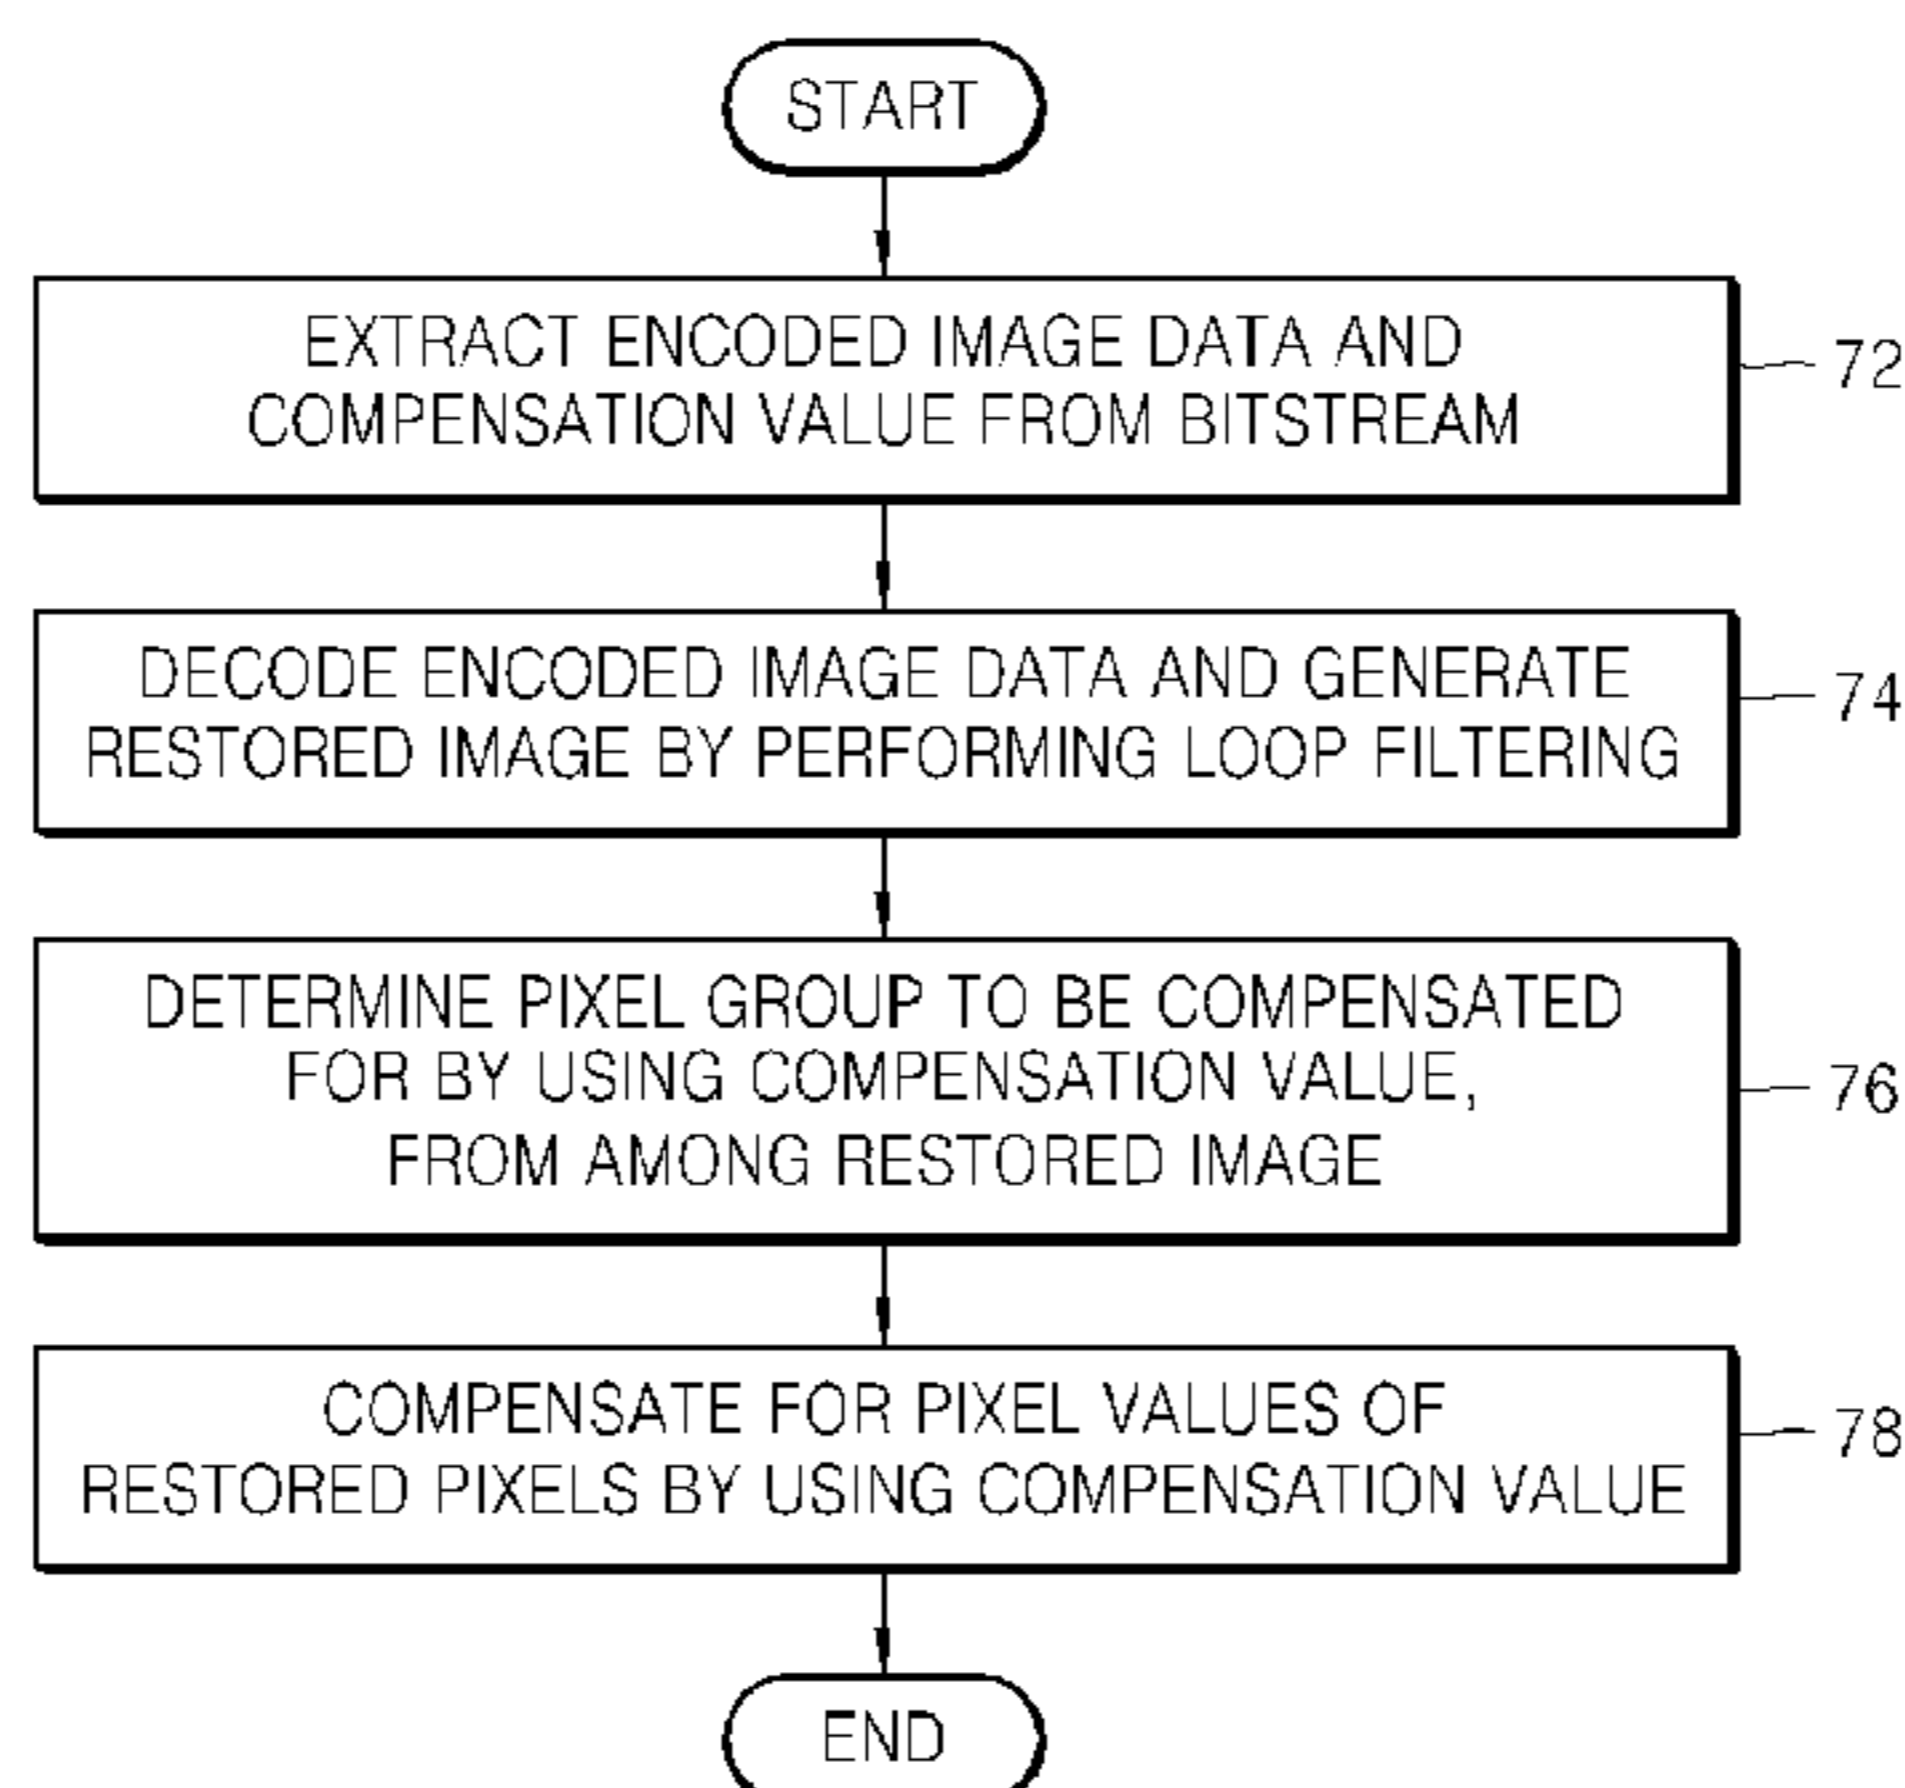 START
EXTRACT ENCODED IMAGE DATA AND
COMPENSATION VALUE FROM BITSTREAM
72
DECODE ENCODED IMAGE DATA AND GENERATE
RESTORED IMAGE BY PERFORMING LOOP FILTERING
74
DETERMINE PIXEL GROUP TO BE COMPENSATED
FOR BY USING COMPENSATION VALUE,
FROM AMONG RESTORED IMAGE
76
COMPENSATE FOR PIXEL VALUES OF
RESTORED PIXELS BY USING COMPENSATION VALUE
78
END